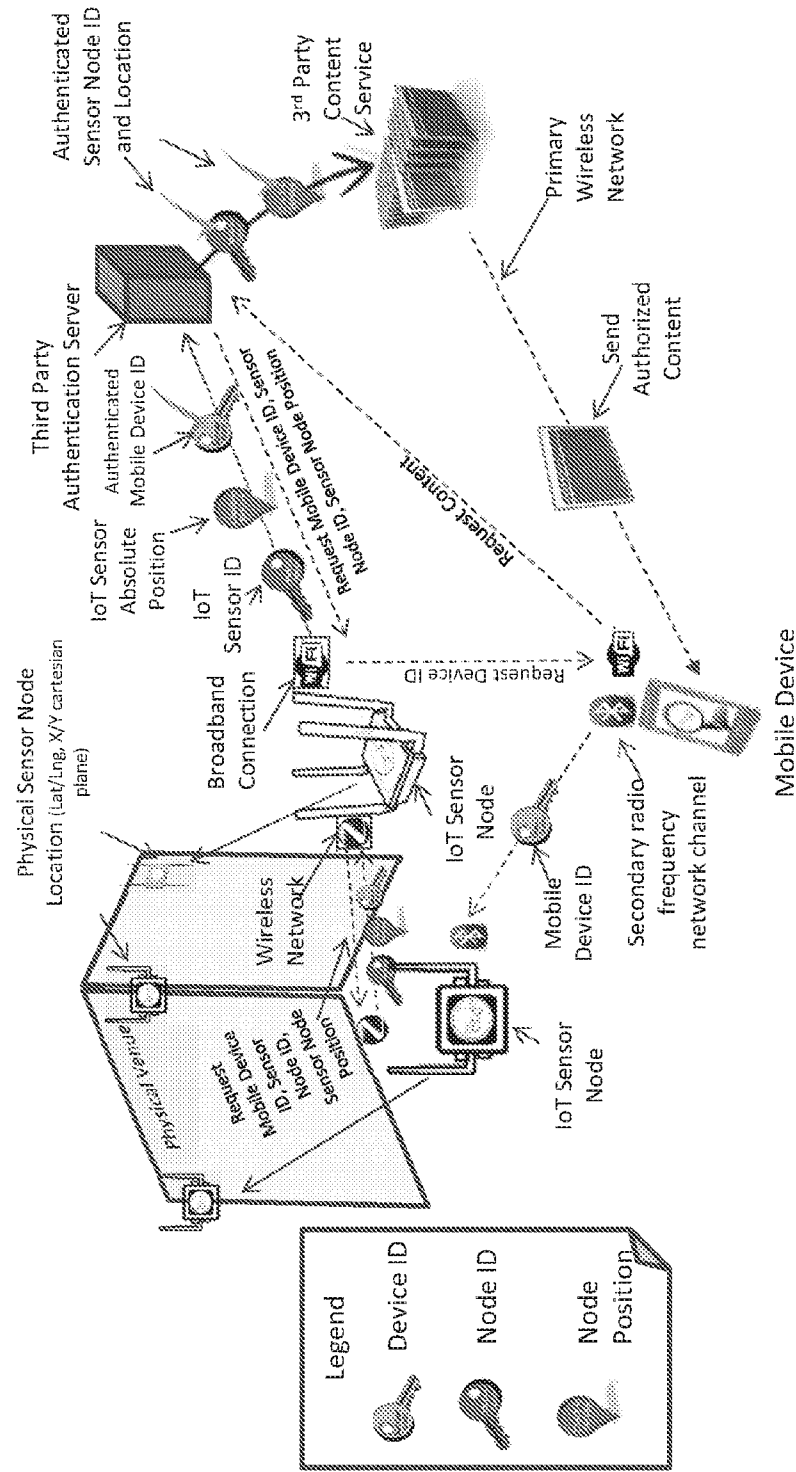 Physical Sensor Node
Location (Lat/Lng, X/Y cartesian
plane)
Physical Venue
Request
Mobile Device
ID, Sensor
Node ID,
Sensor Node
Position
Wireless
Network
IoT Sensor
Node
IoT Sensor
Node
Broadband
Connection
Wi Fi
IoT
Sensor ID
IoT Sensor
Absolute
Position
Authenticated
Mobile Device ID
Third Party
Authentication Server
Authenticated
Sensor Node ID
and Location
3rd Party
Content
Service
Request Mobile Device ID, Sensor
Node ID, Sensor Node Position
Request Content
Request Device ID
Primary
Wireless
Network
Send
Authorized
Content
Wi Fi
Mobile
Device ID
Secondary radio
frequency
network channel
Mobile Device
Legend
Device ID
Node ID
Node
Position